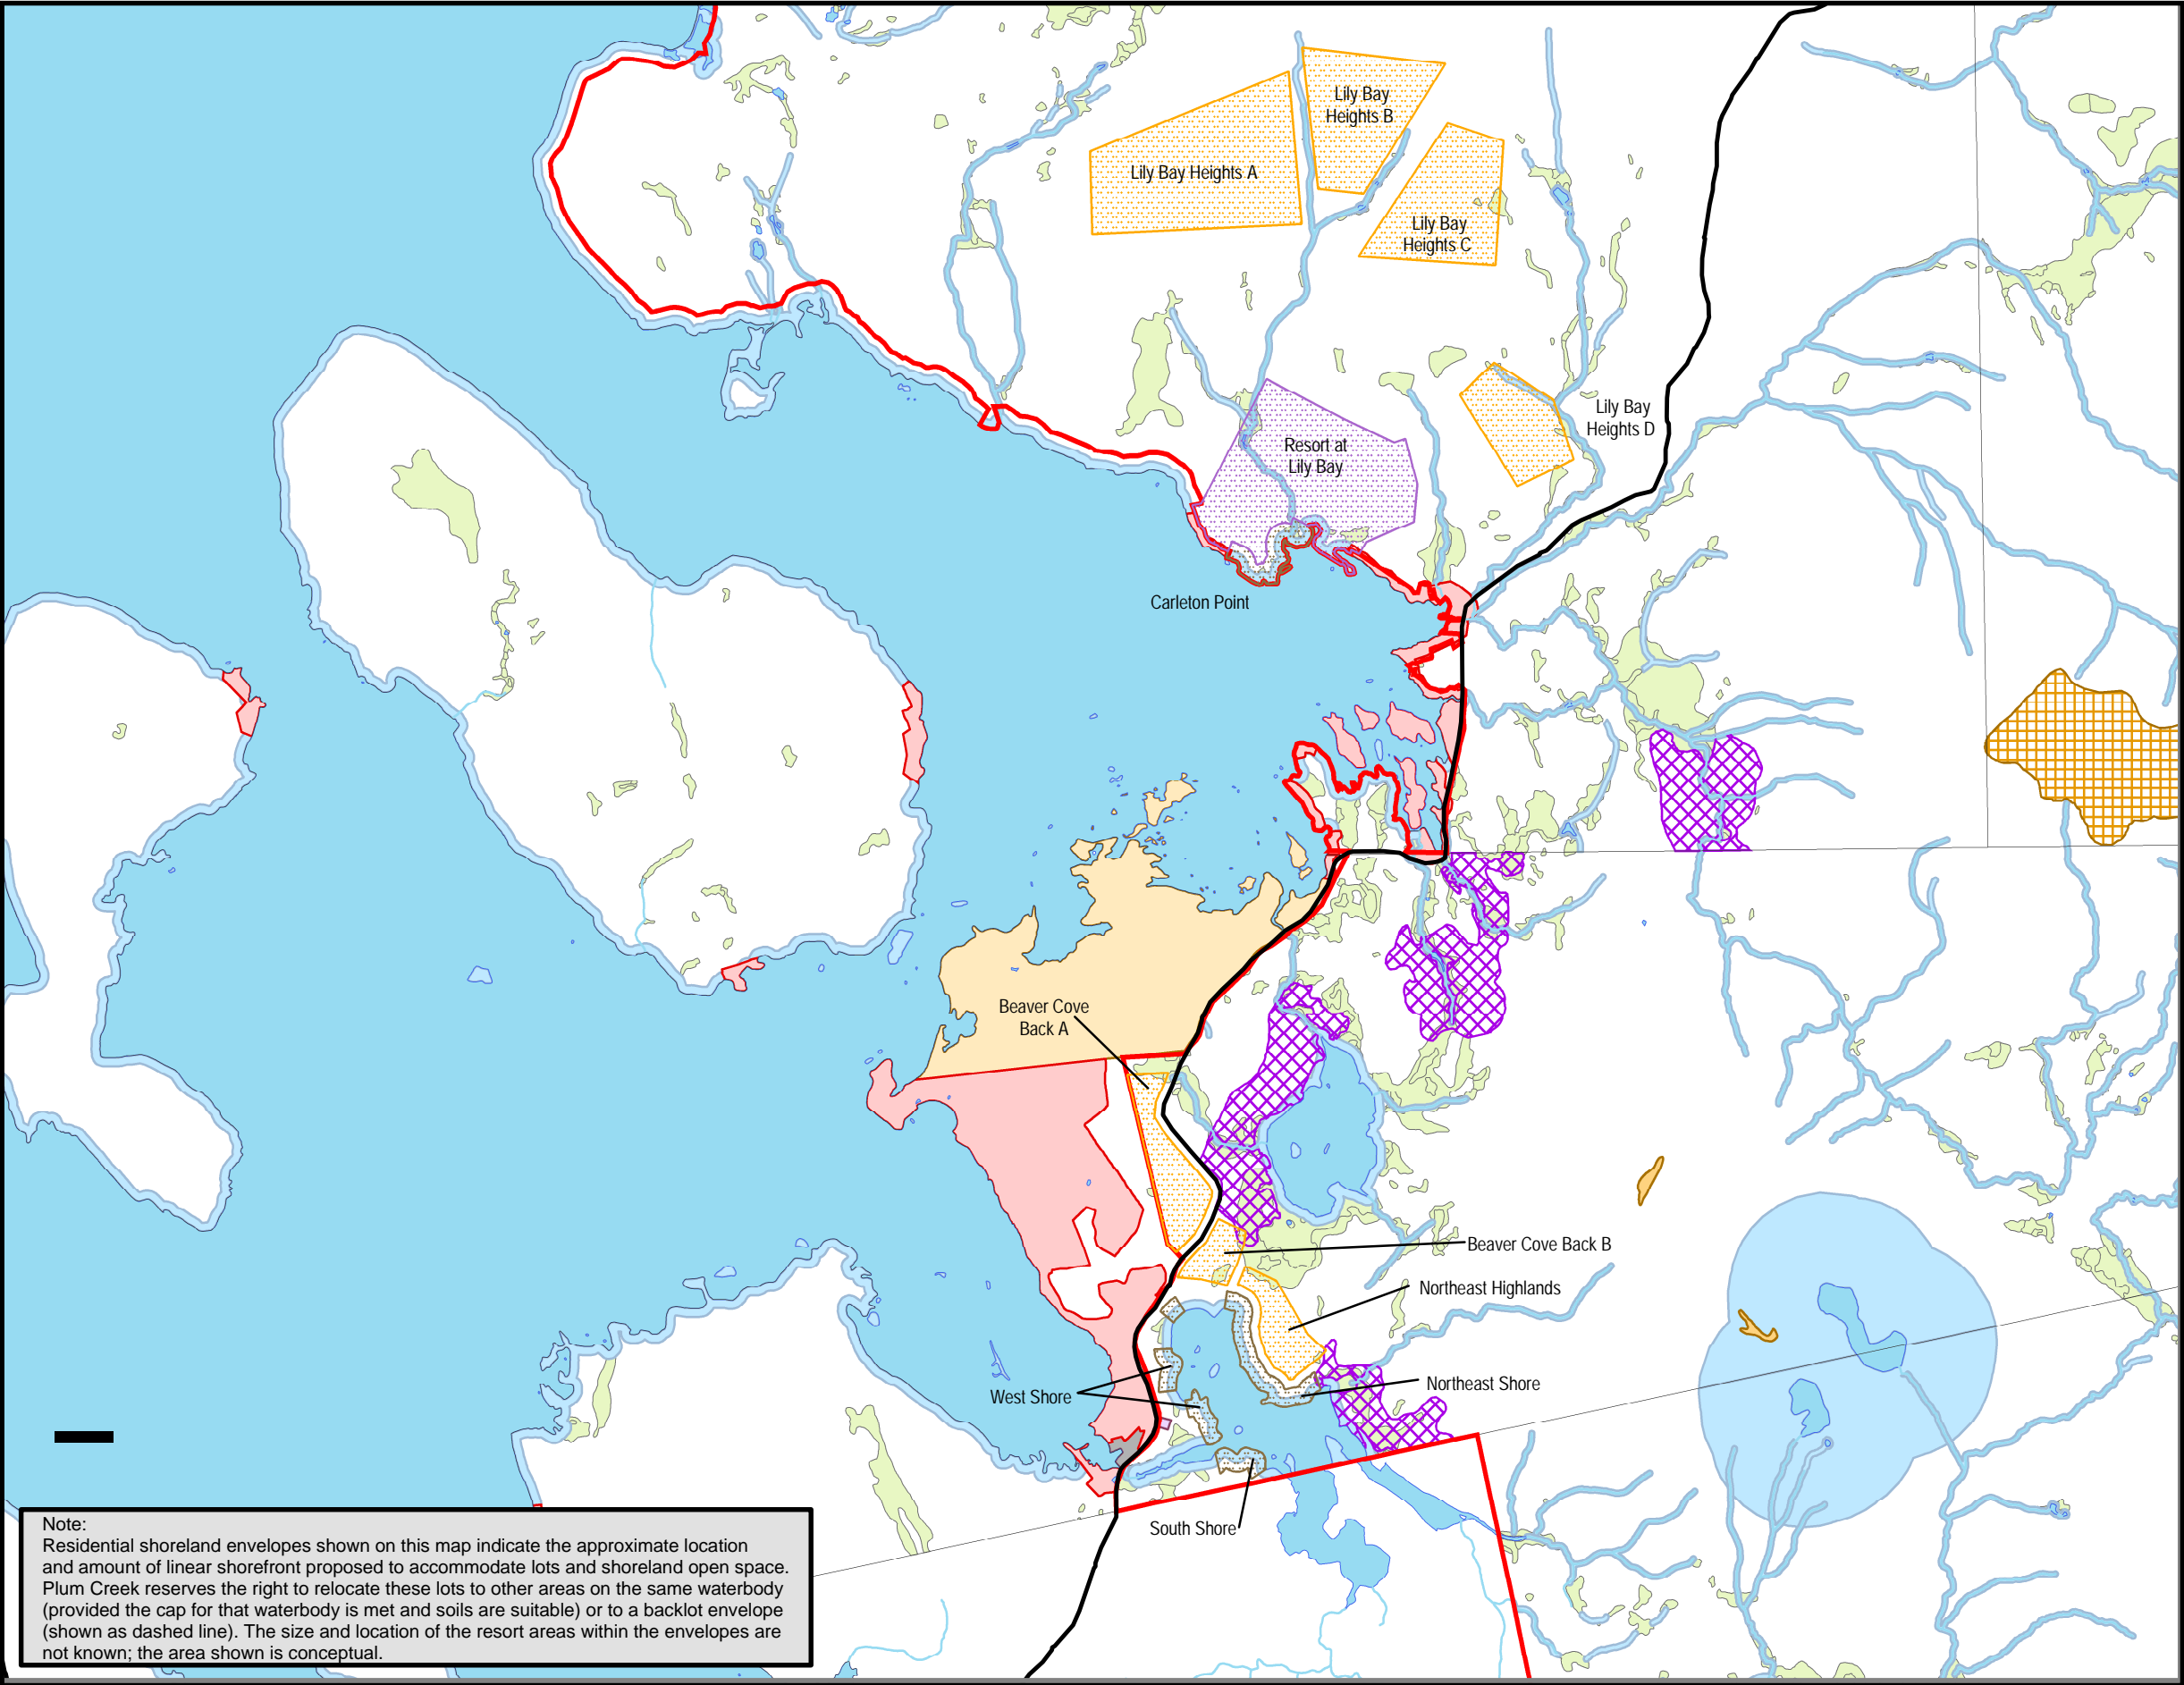 Lily Bay
Heights B
Lily Bay Heights A
Lily Bay
Heights C
Lily Bay
Heights D
Resort at
Lily Bay
Carleton Point
Beaver Cove
Back A
Beaver Cove Back B
Northeast Highlands
Northeast Shore
West Shore
South Shore
Note:
Residential shoreland envelopes shown on this map indicate the approximate location
and amount of linear shorefront proposed to accommodate lots and shoreland open space.
Plum Creek reserves the right to relocate these lots to other areas on the same waterbody
(provided the cap for that waterbody is met and soils are suitable) or to a backlot envelope
(shown as dashed line). The size and location of the resort areas within the envelopes are
not known; the area shown is conceptual.